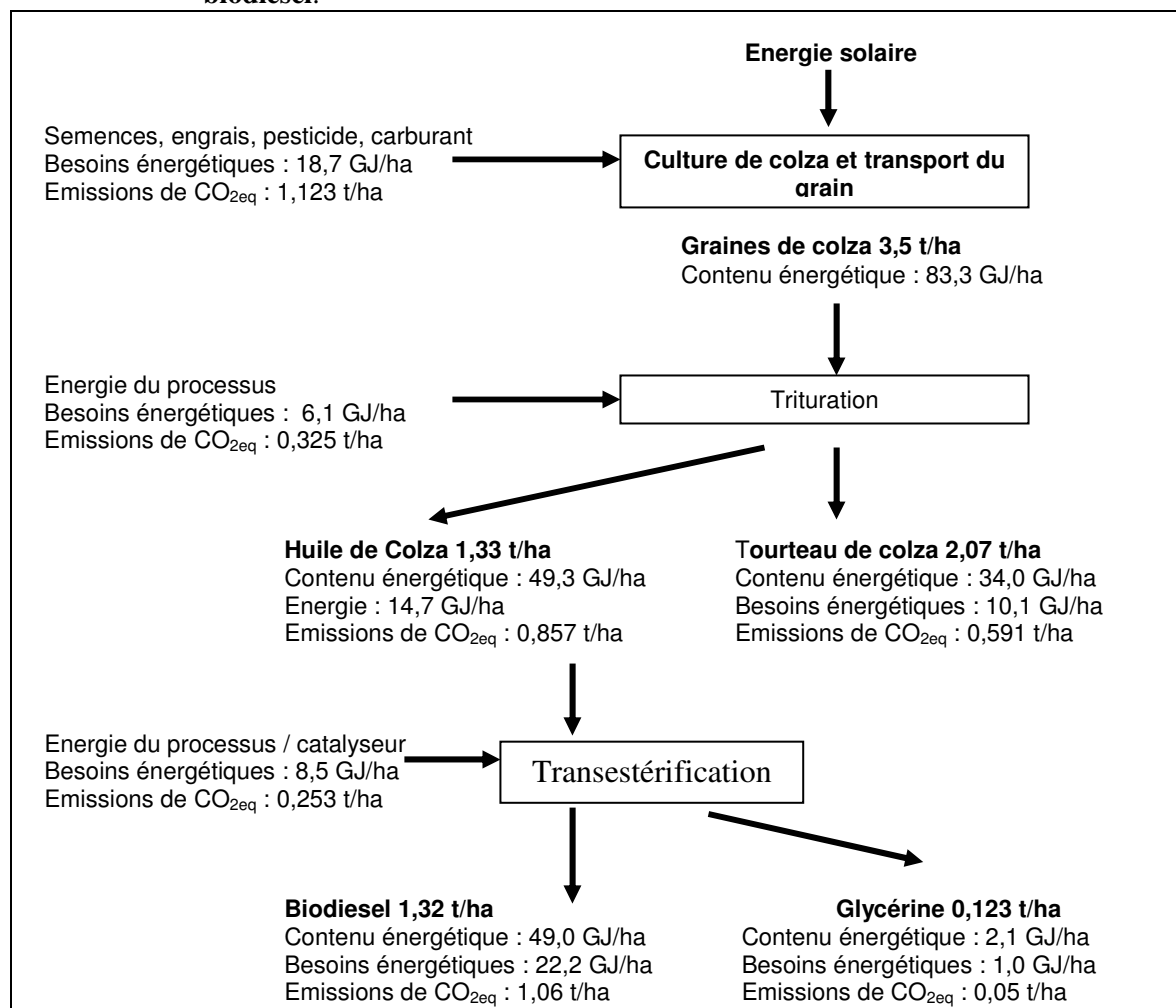 biodiesel.
Energie solaire
Semences, engrais, pesticide, carburant
Besoins énergétiques : 18,7 GJ/ha
Emissions de CO2eq : 1,123 t/ha
Culture de colza et transport du
grain
Graines de colza 3,5 t/ha
Contenu énergétique : 83,3 GJ/ha
Energie du processus
Besoins énergétiques :  6,1 GJ/ha
Emissions de CO2eq : 0,325 t/ha
Trituration
Huile de Colza 1,33 t/ha
Contenu énergétique : 49,3 GJ/ha
Energie : 14,7 GJ/ha
Emissions de CO2eq : 0,857 t/ha
Tourteau de colza 2,07 t/ha
Contenu énergétique : 34,0 GJ/ha
Besoins énergétiques : 10,1 GJ/ha
Emissions de CO2eq : 0,591 t/ha
Energie du processus / catalyseur
Besoins énergétiques : 8,5 GJ/ha
Emissions de CO2eq : 0,253 t/ha
Transestérification
Biodiesel 1,32 t/ha
Contenu énergétique : 49,0 GJ/ha
Besoins énergétiques : 22,2 GJ/ha
Emissions de CO2eq : 1,06 t/ha
Glycérine 0,123 t/ha
Contenu énergétique : 2,1 GJ/ha
Besoins énergétiques : 1,0 GJ/ha
Emissions de CO2eq : 0,05 t/ha